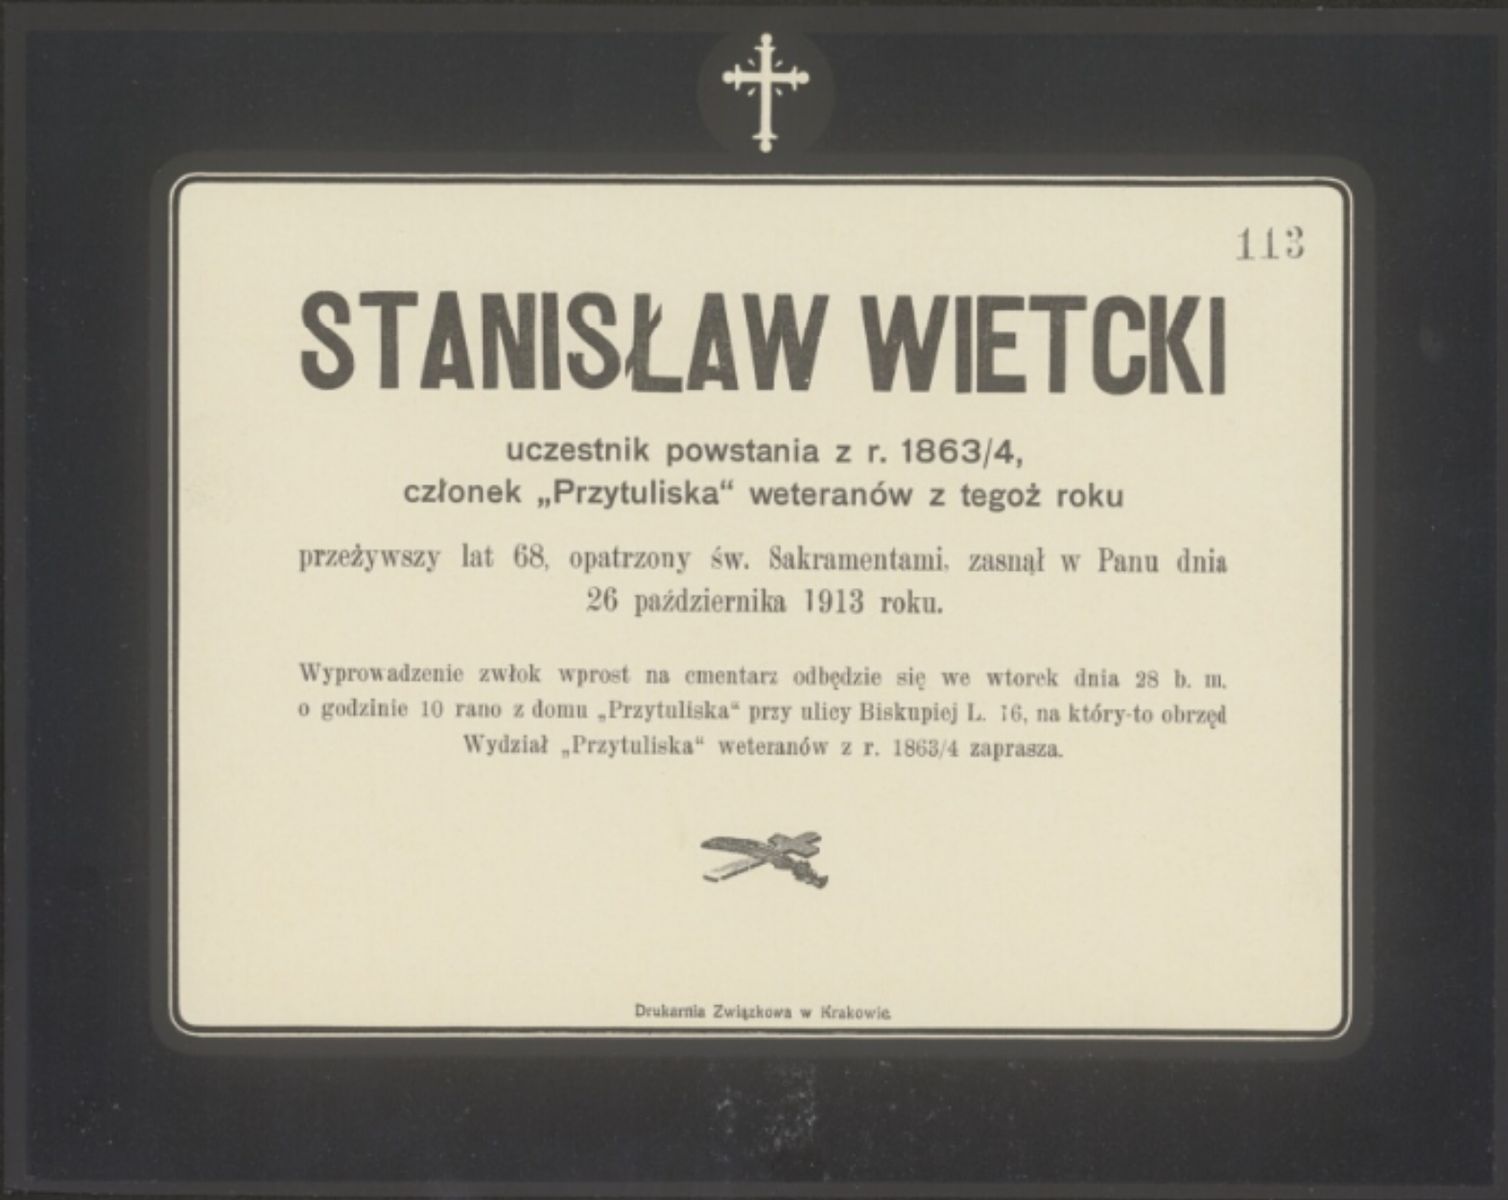 113
STANISŁAW WIETCKI
uczestnik powstania z r. 1863/4,
członek „Przytuliska“ weteranów z tegoż roku
przeżywszy lat 68, opatrzony św. Sakramentami, zasnął w Panu dnia
26 października 1913 roku.
Wyprowadzenie zwłok wprost na cmentarz odbędzie się we wtorek dnia 28 b. m.
o godzinie 10 rano z domu „Przytuliska“ przy ulicy Biskupiej L. 16, na który-to obrzęd
Wydział „Przytuliska“ weteranów z r. 1863/4 zaprasza.
Drukarnia Związkowa w Krakowie.